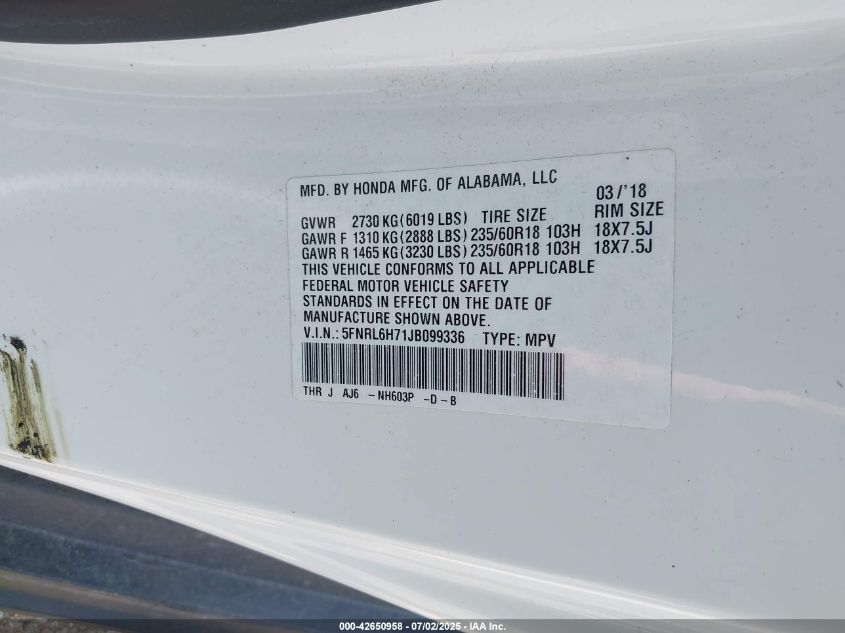 MFD. BY HONDA MFG. OF ALABAMA, LLC 03/'18
GVWR 2730 KG(6019 LBS) TIRE SIZE RIM SIZE
GAWR F 1310 KG(2888 LBS) 235/60R18 103H 18X7.5J
GAWR R 1465 KG(3230 LBS) 235/60R18 103H 18X7.5J
THIS VEHICLE CONFORMS TO ALL APPLICABLE
FEDERAL MOTOR VEHICLE SAFETY
STANDARDS IN EFFECT ON THE DATE OF
MANUFACTURE SHOWN ABOVE.
V.I.N.: 5FNRL6H71JB099336 TYPE: MPV
THR J AJ6 -NH603P -D-B
000-42650958 - 07/02/2025 - IAA Inc.